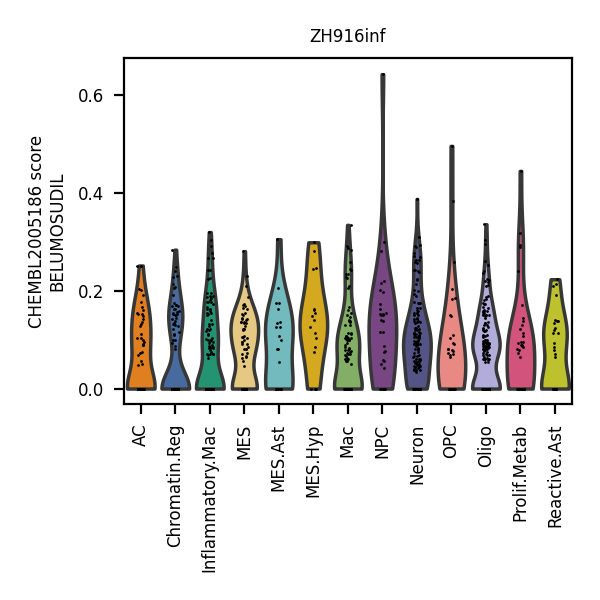 ZH916inf
CHEMBL2005186 score
BELUMOSUDIL
0.6
0.4
0.2
0.0
AC
Chromatin.Reg
Inflammatory.Mac
MES
MES.Ast
MES.Hyp
Mac
NPC
Neuron
OPC
Oligo
Prolif.Metab
Reactive.Ast